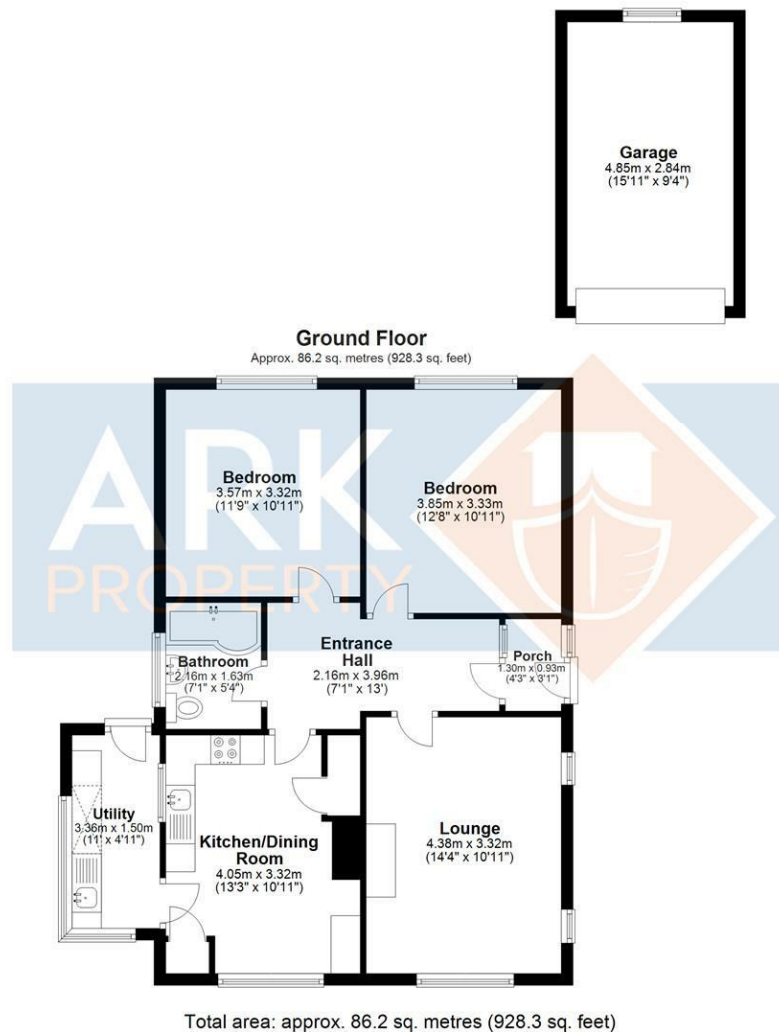 Garage
4.85m x 2.84m
(15'11" x 9'4")
Ground Floor
Approx. 86.2 sq. metres (928.3 sq. feet)
ARK
PROPERTY
Bedroom
3.57m x 3.32m
(11'9" x 10'11")
Bedroom
3.85m x 3.33m
(12'8" x 10'11")
Entrance
Hall
2.16m x 3.96m
(7'1" x 13')
Porch
1.30m x 0.93m
(4'3" x 3'1")
Bathroom
2.16m x 1.63m
(7'1" x 5'4")
Utility
3.36m x 1.50m
(11' x 4'11")
Kitchen/Dining
Room
4.05m x 3.32m
(13'3" x 10'11")
Lounge
4.38m x 3.32m
(14'4" x 10'11")
Total area: approx. 86.2 sq. metres (928.3 sq. feet)